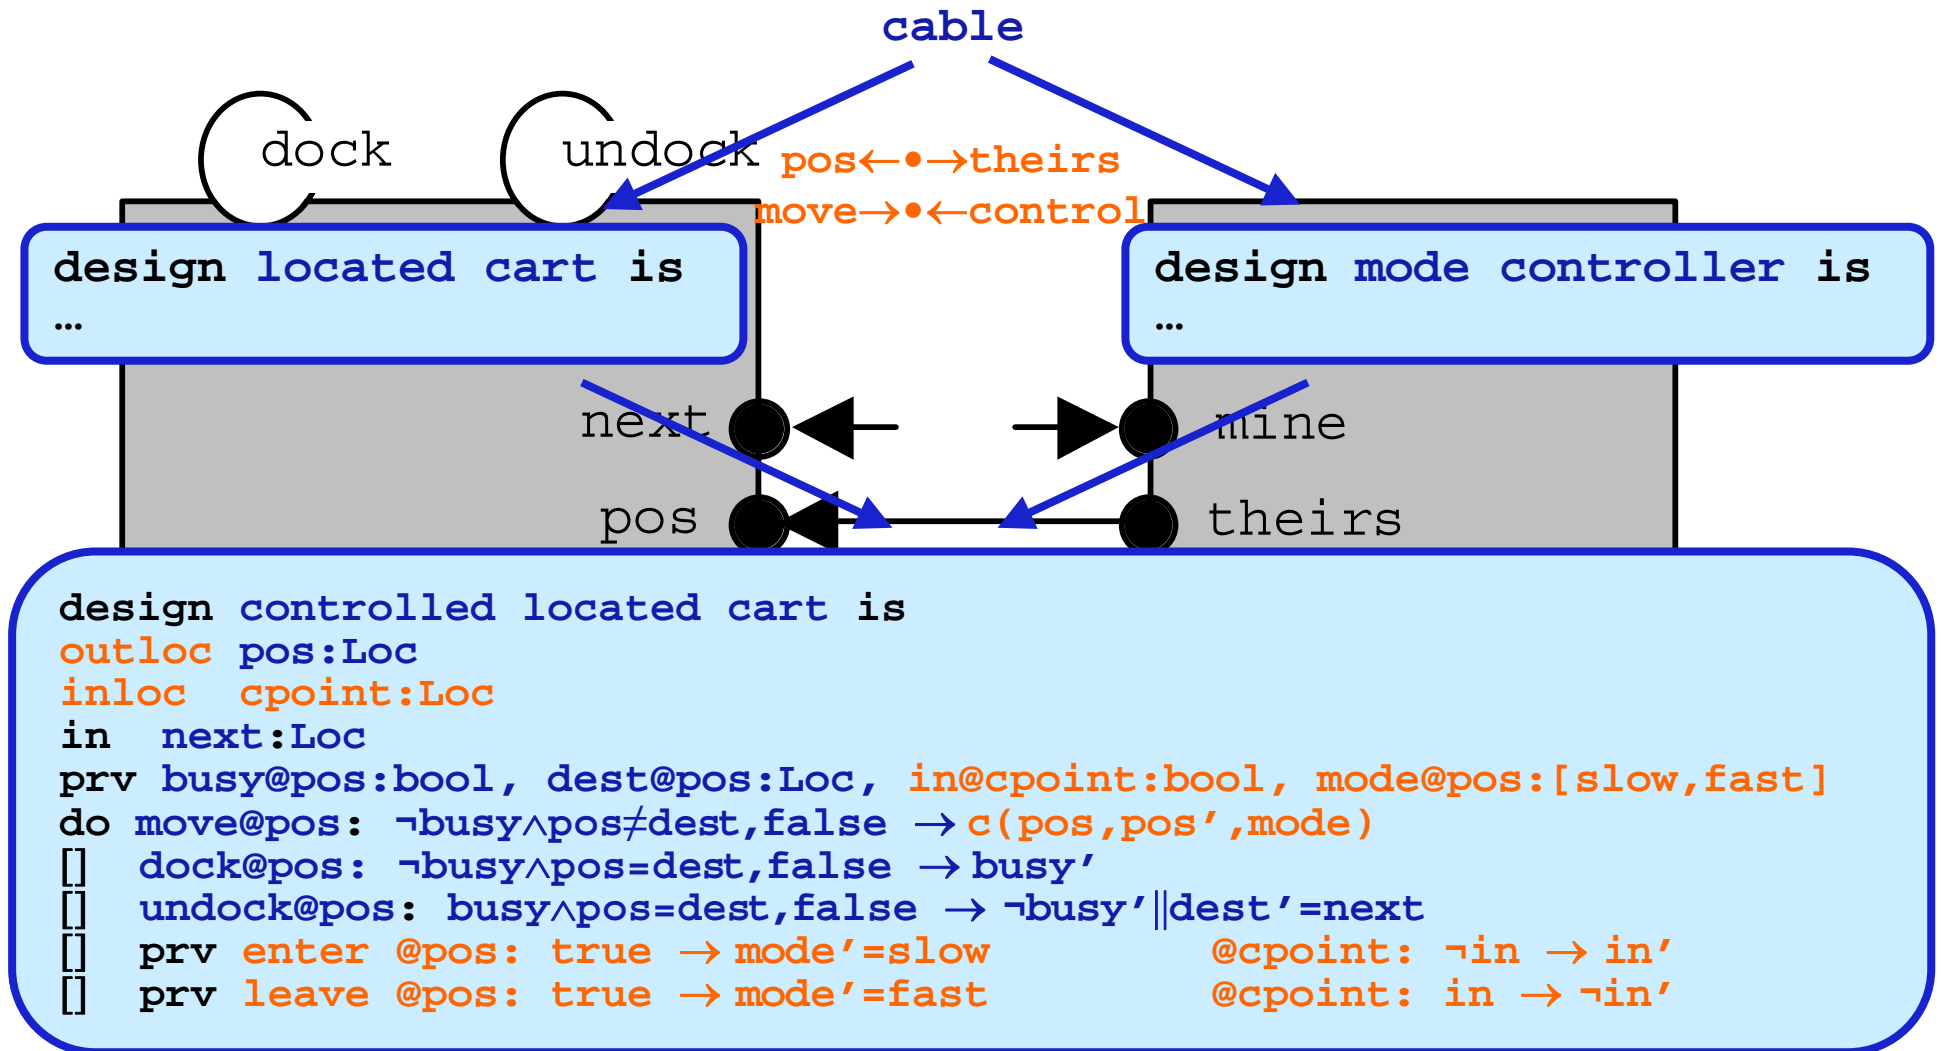 cable
dock undock
pos←•→theirs
move→•←control
design located cart is
…
design mode controller is
…
next mine
pos theirs
design controlled located cart is
outloc pos:Loc
inloc cpoint:Loc
in next:Loc
prv busy@pos:bool, dest@pos:Loc, in@cpoint:bool, mode@pos:[slow,fast]
do move@pos: ¬busy∧pos≠dest,false → c(pos,pos′,mode)
[] dock@pos: ¬busy∧pos=dest,false → busy′
[] undock@pos: busy∧pos=dest,false → ¬busy′||dest′=next
[] prv enter @pos: true → mode′=slow @cpoint: ¬in → in′
[] prv leave @pos: true → mode′=fast @cpoint: in → ¬in′